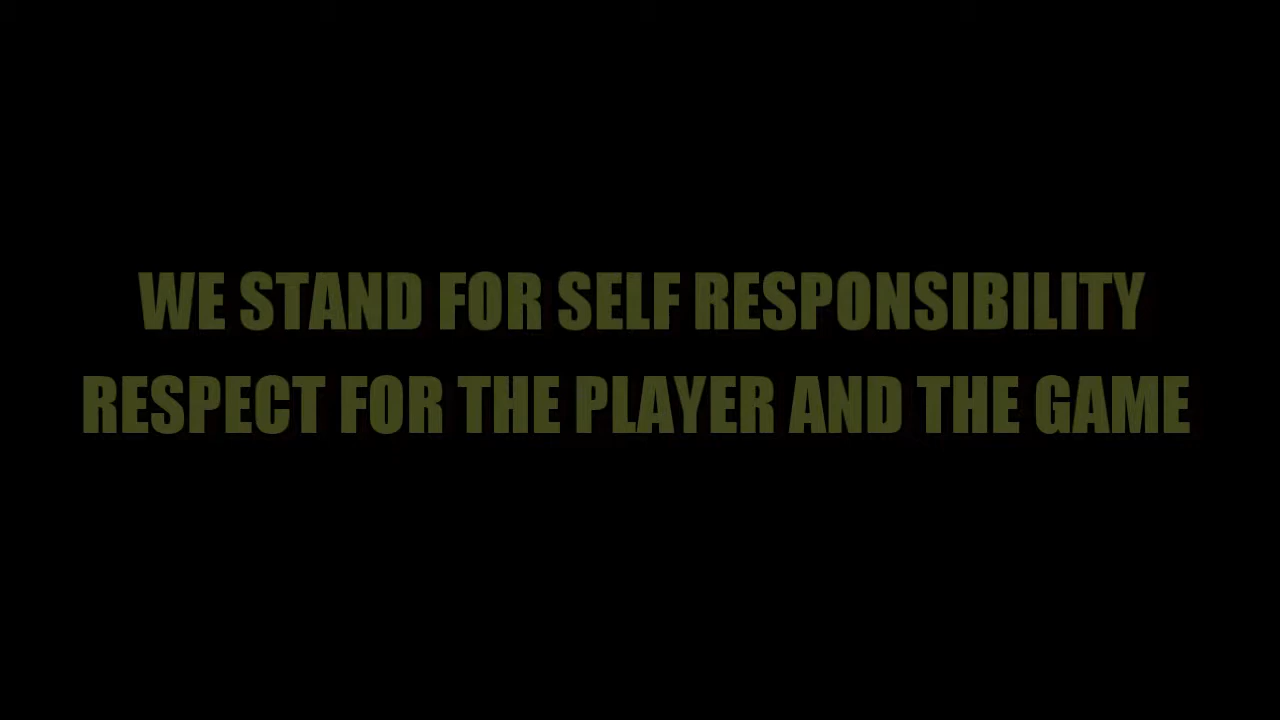 WE STAND FOR SELF RESPONSIBILITY
RESPECT FOR THE PLAYER AND THE GAME